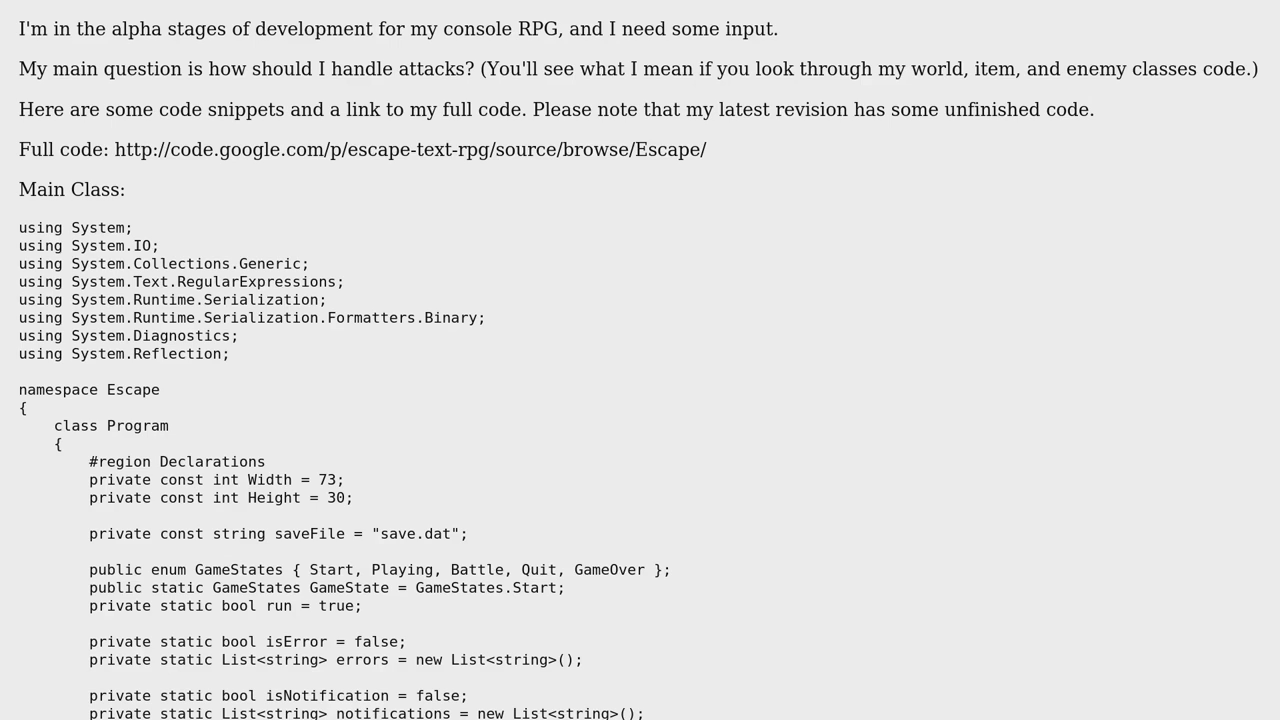 I'm in the alpha stages of development for my console RPG, and I need some input.
My main question is how should I handle attacks? (You'll see what I mean if you look through my world, item, and enemy classes code.)
Here are some code snippets and a link to my full code. Please note that my latest revision has some unfinished code.
Full code: http://code.google.com/p/escape-text-rpg/source/browse/Escape/
Main Class:
using System;
using System.IO;
using System.Collections.Generic;
using System.Text.RegularExpressions;
using System.Runtime.Serialization;
using System.Runtime.Serialization.Formatters.Binary;
using System.Diagnostics;
using System.Reflection;

namespace Escape
{
    class Program
    {
        #region Declarations
        private const int Width = 73;
        private const int Height = 30;

        private const string saveFile = "save.dat";

        public enum GameStates { Start, Playing, Battle, Quit, GameOver };
        public static GameStates GameState = GameStates.Start;
        private static bool run = true;

        private static bool isError = false;
        private static List<string> errors = new List<string>();

        private static bool isNotification = false;
        private static List<string> notifications = new List<string>();